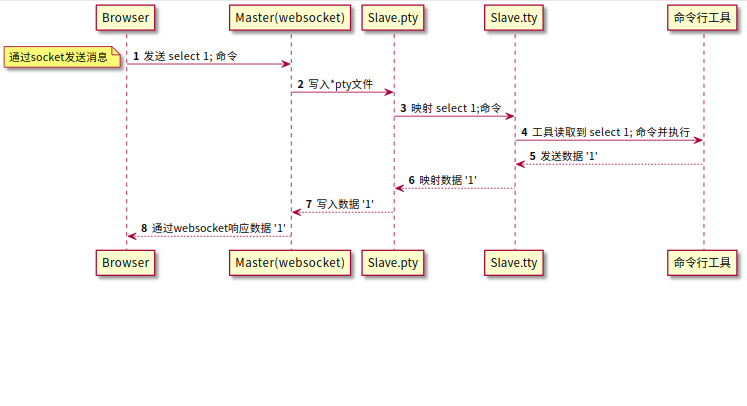 Browser
Master(websocket)
Slave.pty
Slave.tty
命令行工具
通过socket发送消息
1 发送 select 1; 命令
2 写入*pty文件
3 映射 select 1;命令
4 工具读取到 select 1; 命令并执行
5 发送数据 '1'
6 映射数据 '1'
7 写入数据 '1'
8 通过websocket响应数据 '1'
Browser
Master(websocket)
Slave.pty
Slave.tty
命令行工具